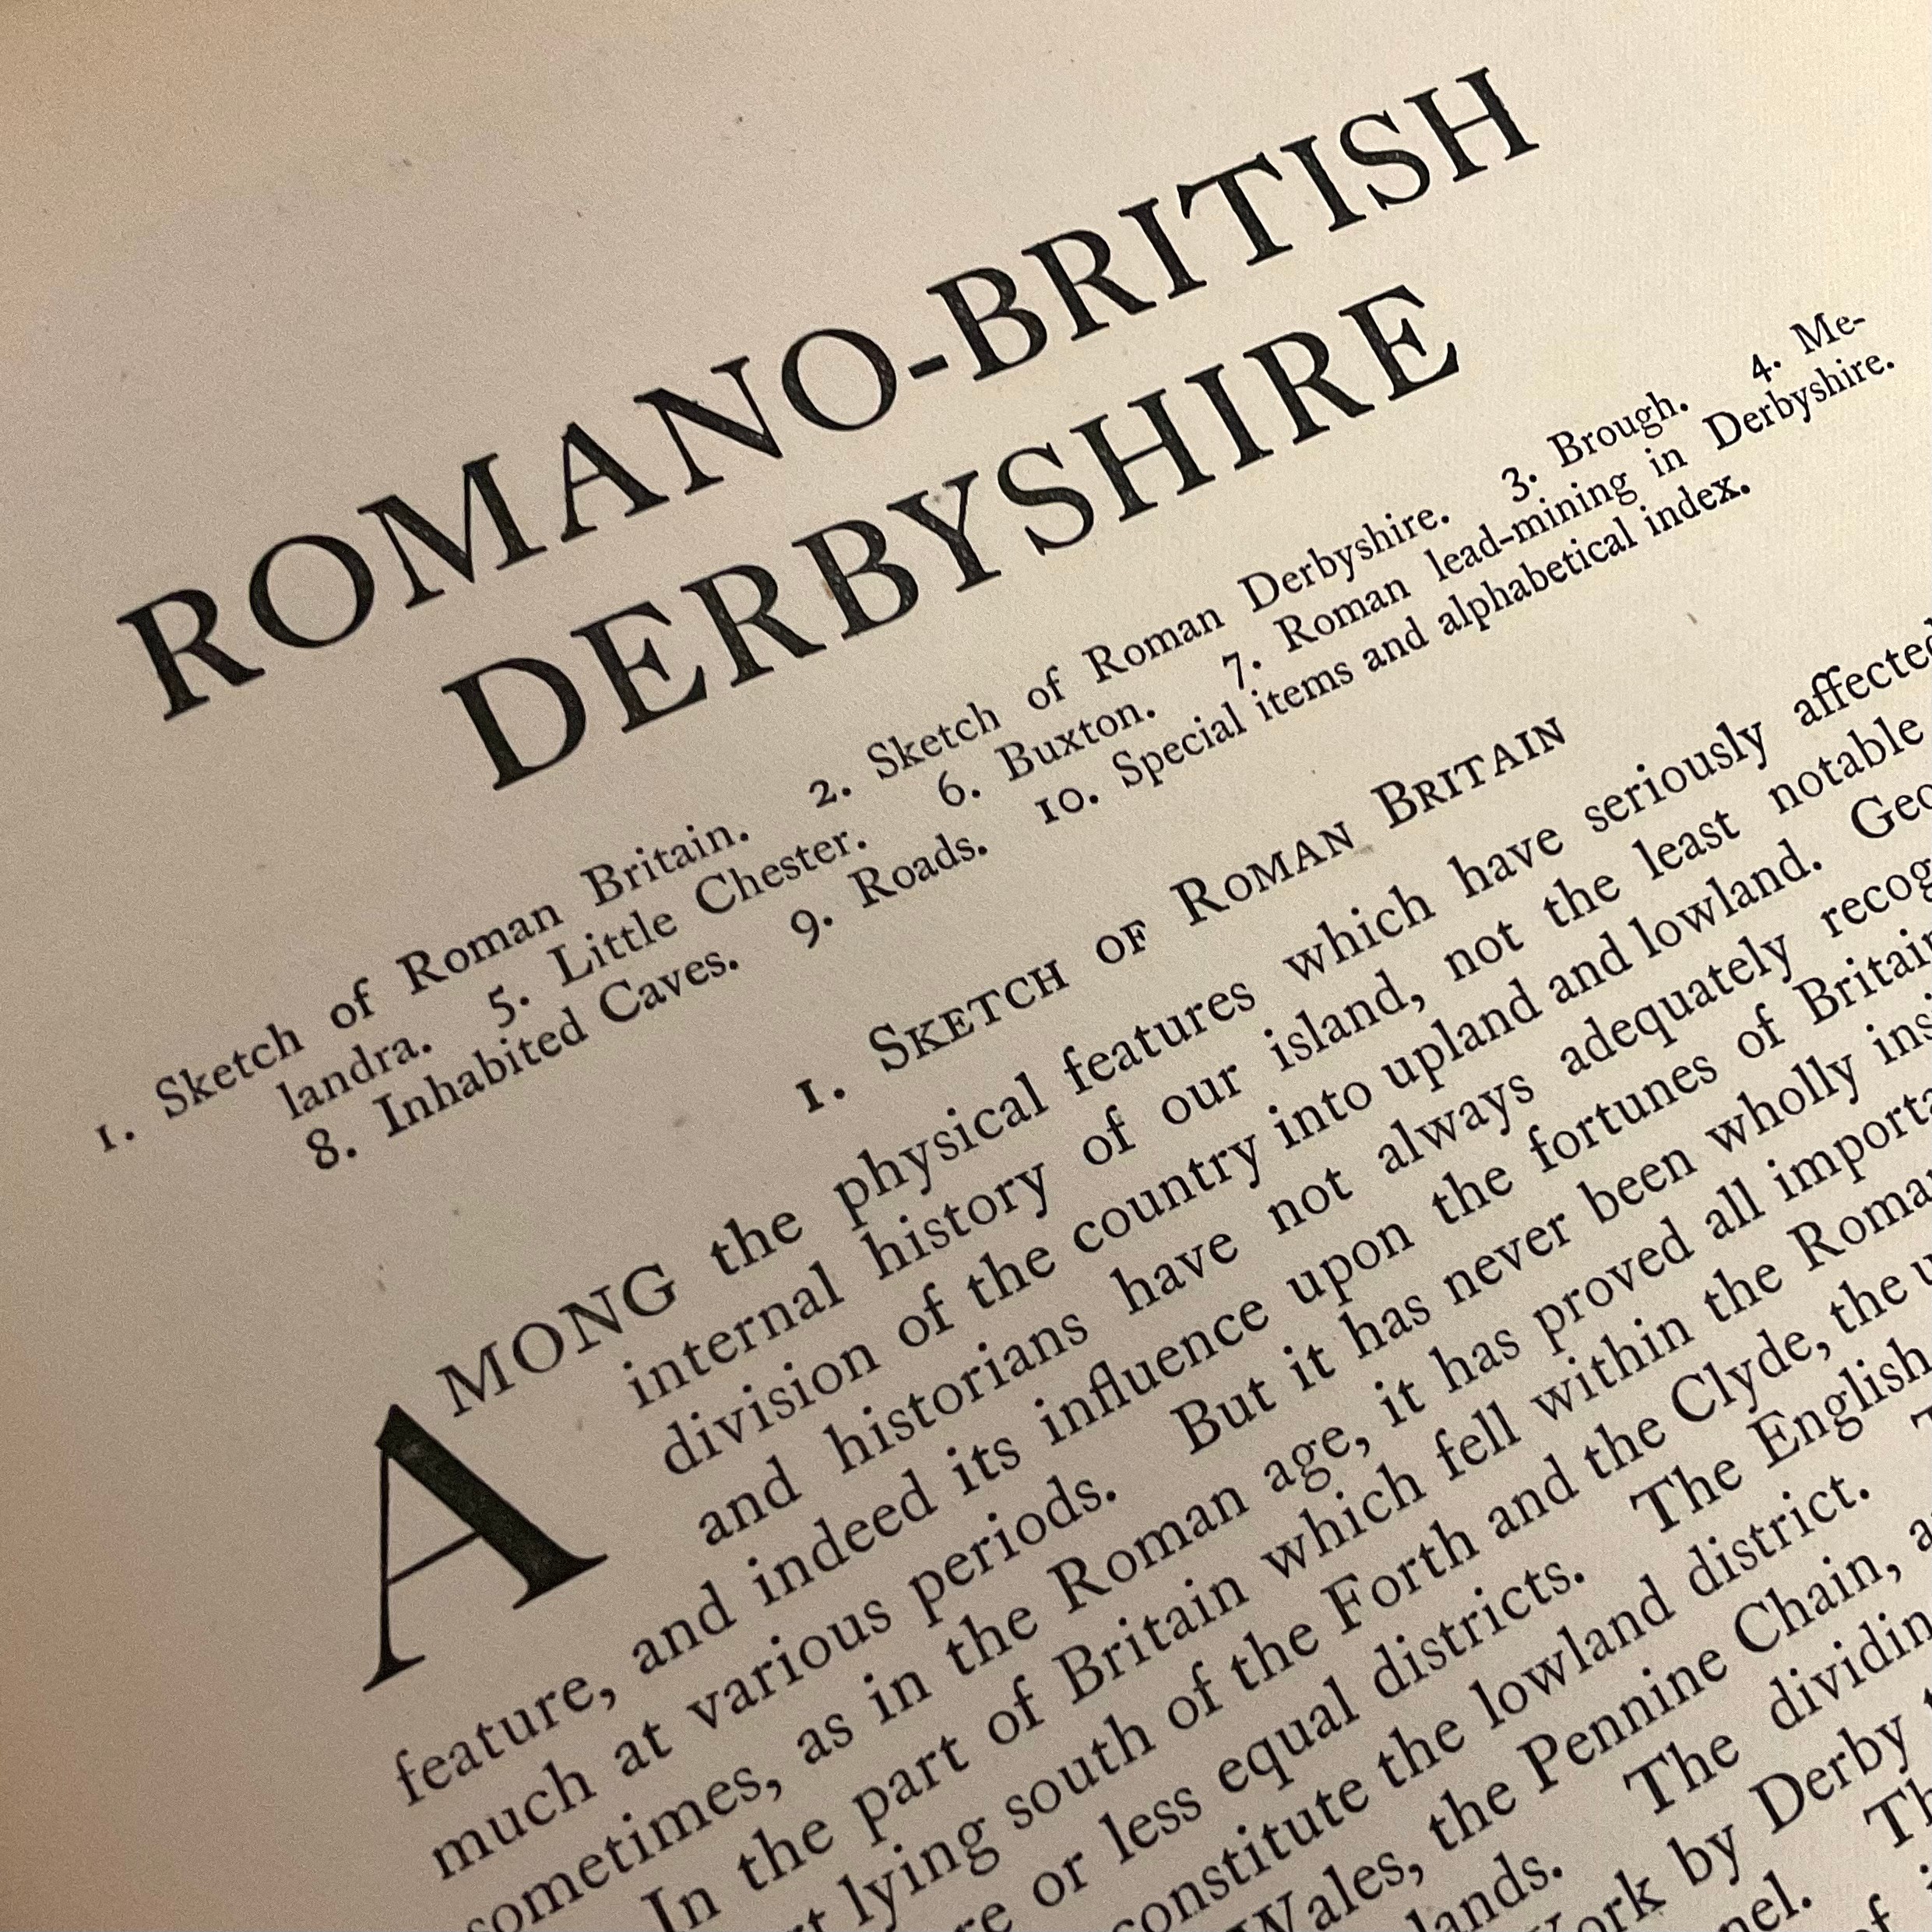 ROMANO-BRITISH
DERBYSHIRE
1. Sketch of Roman Britain. 2. Sketch of Roman Derbyshire. 3. Brough. 4. Me-
landra. 5. Little Chester. 6. Buxton. 7. Roman lead-mining in Derbyshire.
8. Inhabited Caves. 9. Roads. 10. Special items and alphabetical index.
1. SKETCH OF ROMAN BRITAIN
AMONG the physical features which have seriously affected
internal history of our island, not the least notable
division of the country into upland and lowland.
and historians have not always adequately
feature, and indeed its influence upon the fortunes of Britain
much at various periods. But it has never been wholly
sometimes, as in the Roman age, it has proved all
In the part of Britain which fell within the
lying south of the Forth and the Clyde, the
or less equal districts. The English
constitute the lowland district.
Wales, the Pennine Chain,
The
by Derby